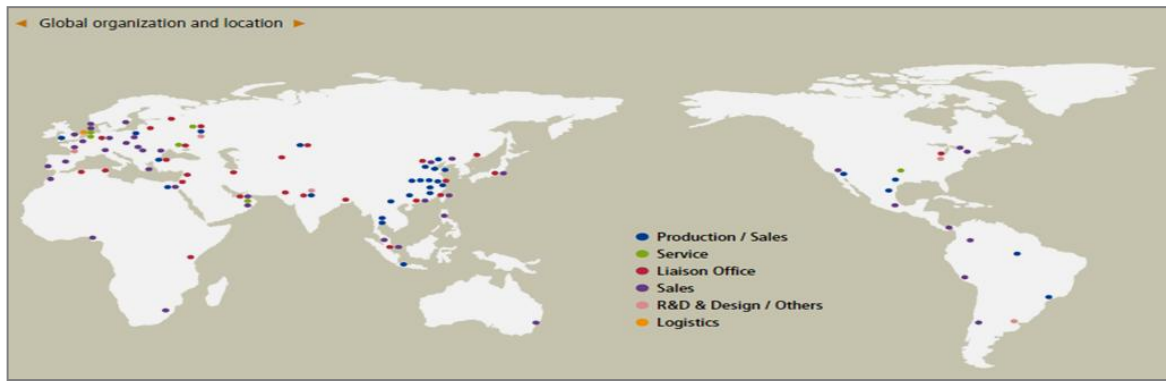 Global organization and location
Production / Sales
Service
Liaison Office
Sales
R&D & Design / Others
Logistics